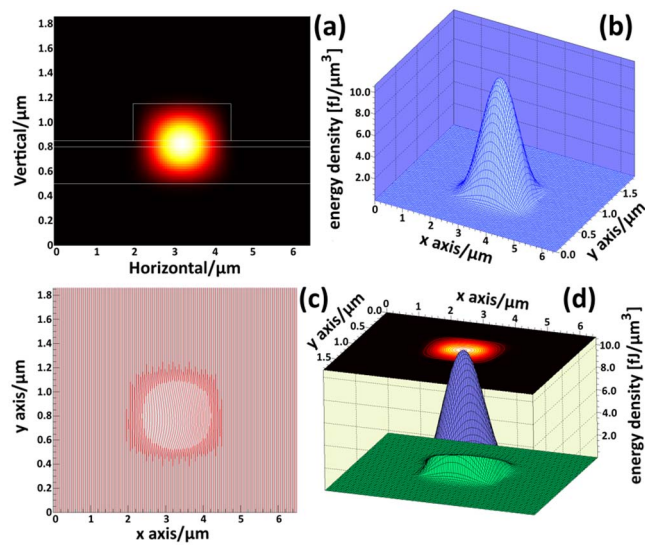 (a)
Vertical/µm
1.8
1.6
1.4
1.2
1.0
0.8
0.6
0.4
0.2
0
0 1 2 3 4 5 6
Horizontal/µm
(b)
energy density [fJ/µm³]
10.0
8.0
6.0
4.0
2.0
0 1 2 3 4 5 6
x axis/µm
0.0 0.5 1.0 1.5
y axis/µm
(c)
y axis/µm
1.8
1.6
1.4
1.2
1.0
0.8
0.6
0.4
0.2
0
0 1 2 3 4 5 6
x axis/µm
(d)
x axis/µm
0 1 2 3 4 5 6
y axis/µm
0.0
0.5
1.0
1.5
energy density [fJ/µm³]
10.0
8.0
6.0
4.0
2.0